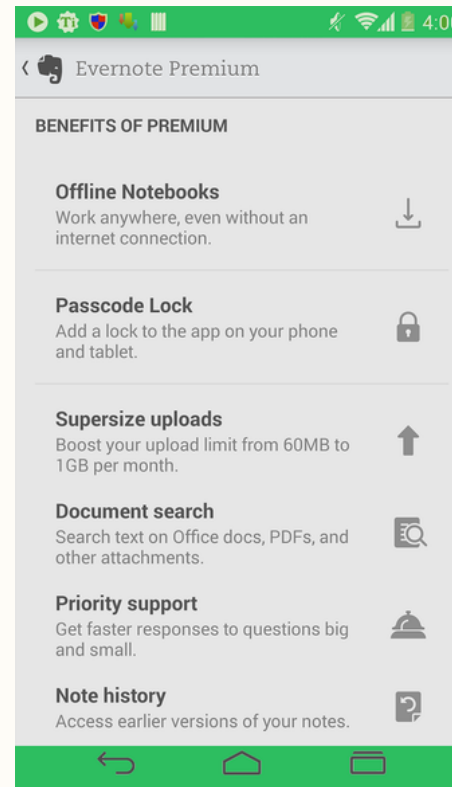 4:00
Evernote Premium
BENEFITS OF PREMIUM
Offline Notebooks
Work anywhere, even without an
internet connection.
Passcode Lock
Add a lock to the app on your phone
and tablet.
Supersize uploads
Boost your upload limit from 60MB to
1GB per month.
Document search
Search text on Office docs, PDFs, and
other attachments.
Priority support
Get faster responses to questions big
and small.
Note history
Access earlier versions of your notes.